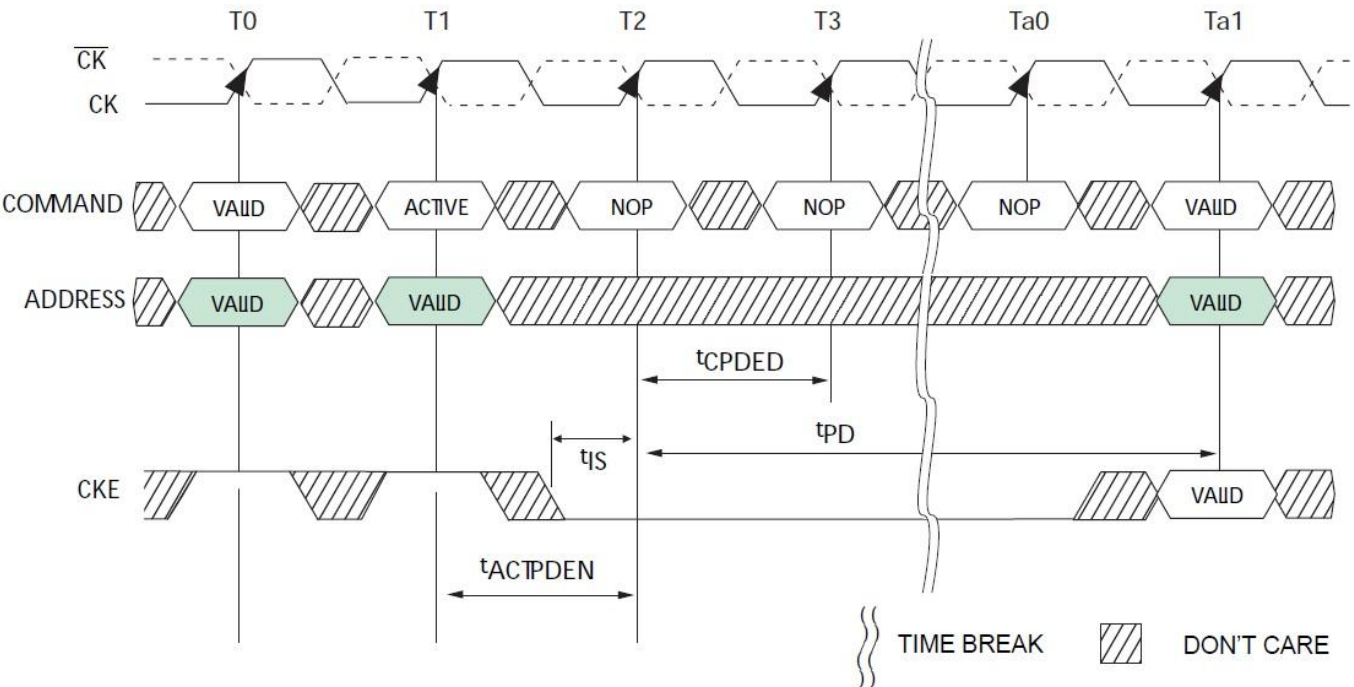 T0 T1 T2 T3 Ta0 Ta1
CK
CK
COMMAND VALID ACTIVE NOP NOP NOP VALID
ADDRESS VALID VALID VALID
tCPDED
tPD
tIS
CKE VALID
tACTPDEN
TIME BREAK DON'T CARE